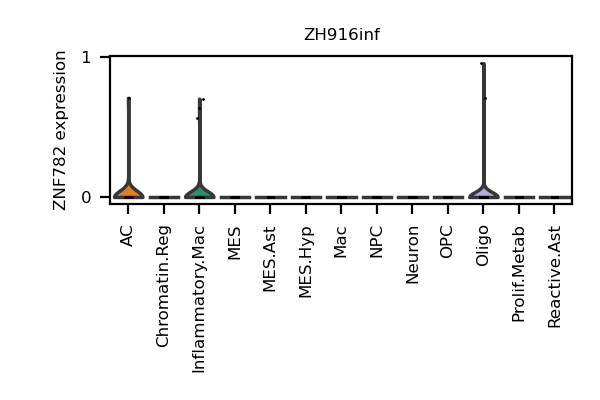 ZH916inf
ZNF782 expression
1
0
AC
Chromatin.Reg
Inflammatory.Mac
MES
MES.Ast
MES.Hyp
Mac
NPC
Neuron
OPC
Oligo
Prolif.Metab
Reactive.Ast